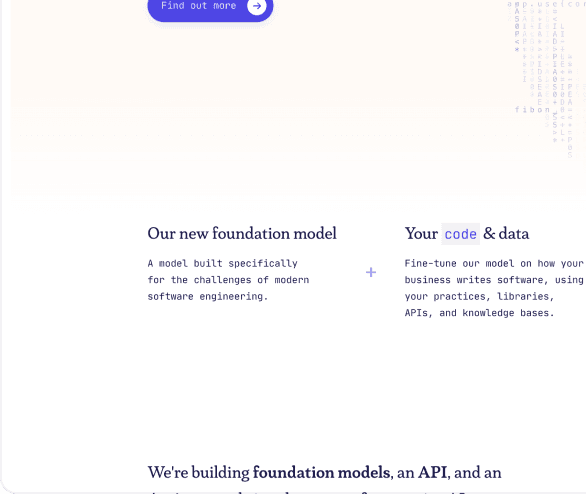 Find out more
fibon
Our new foundation model
A model built specifically
for the challenges of modern
software engineering.
+
Your code & data
Fine-tune our model on how your
business writes software, using
your practices, libraries,
APIs, and knowledge bases.
We're building foundation models, an API, and an